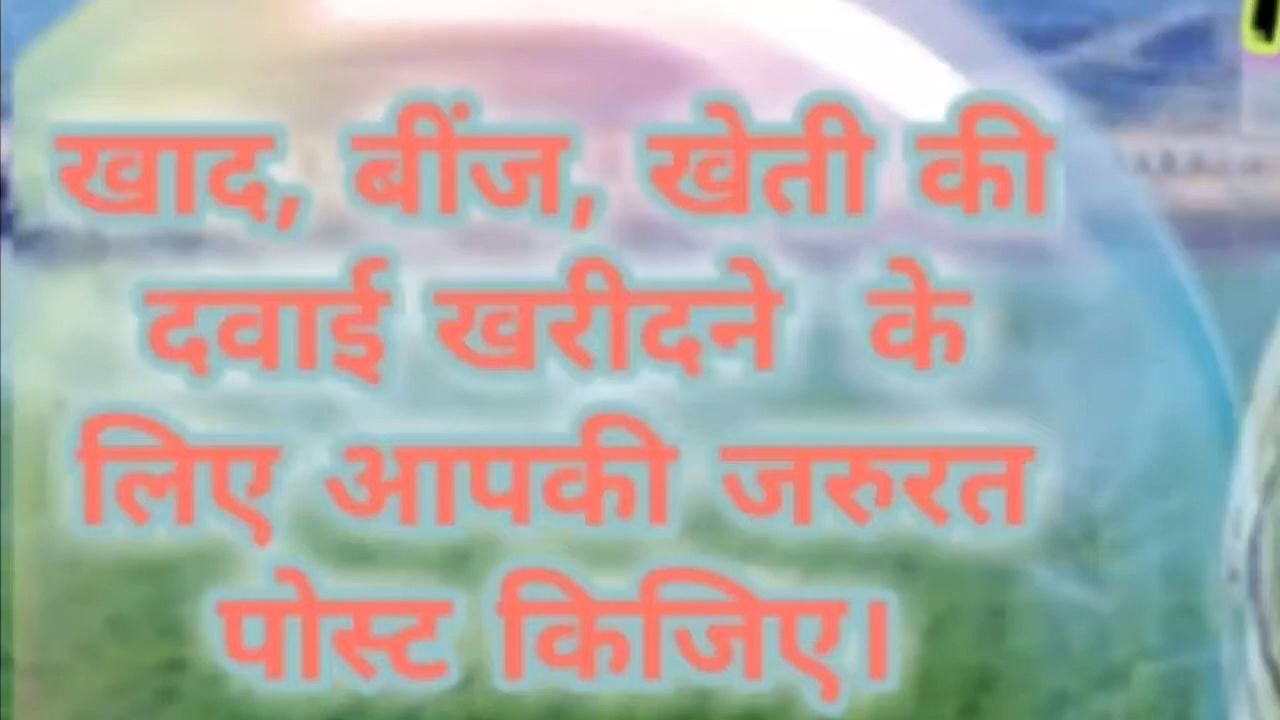 खाद, बींज, खेती की
दवाई खरीदने के
लिए आपकी जरुरत
पोस्ट किजिए।